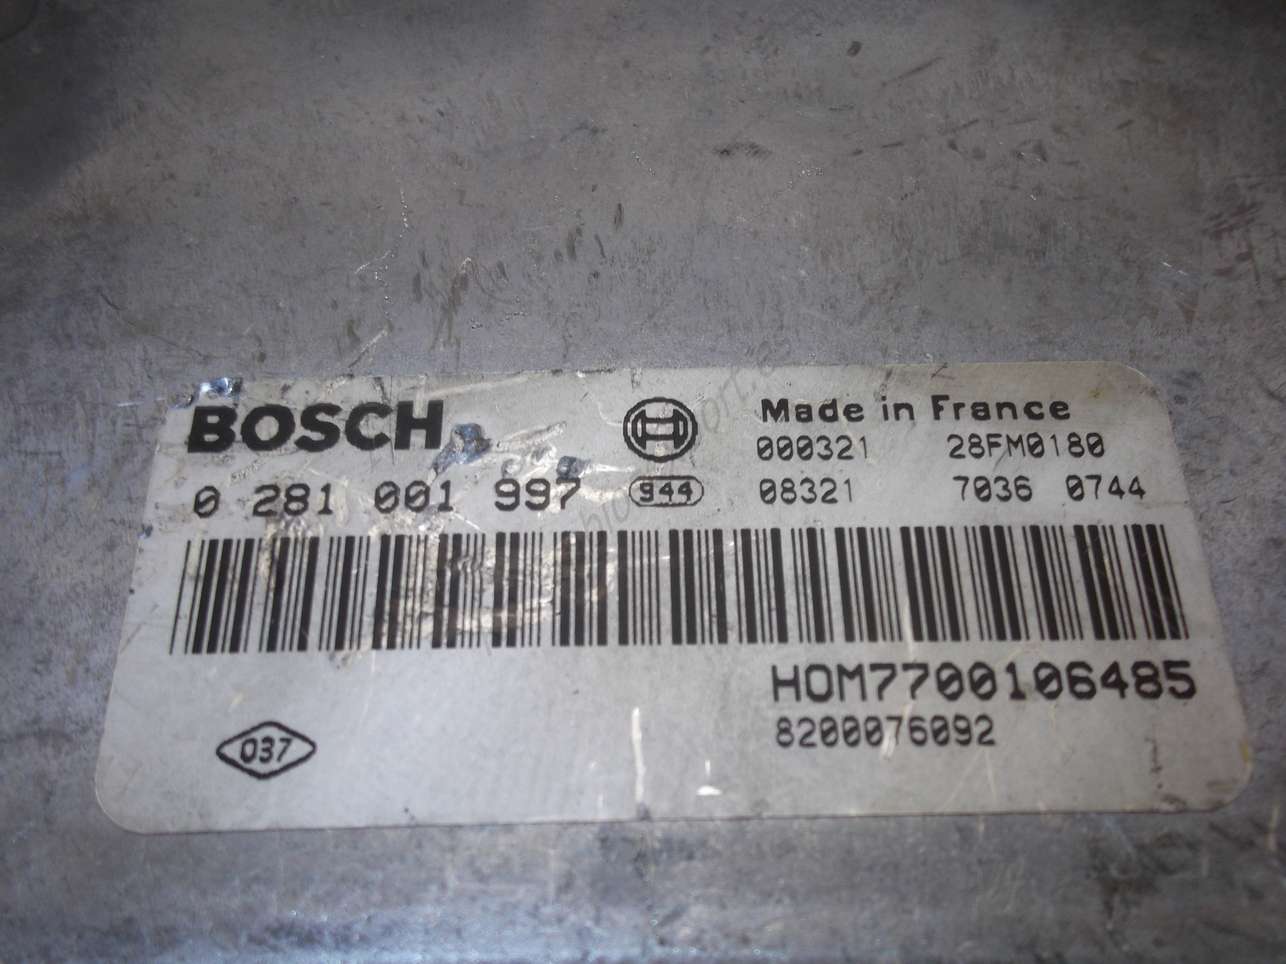 BOSCH
Made in France
000321 28FM0180
0 281 001 997 944 08321 7036 0744
HOM7700106485
8200076092
037